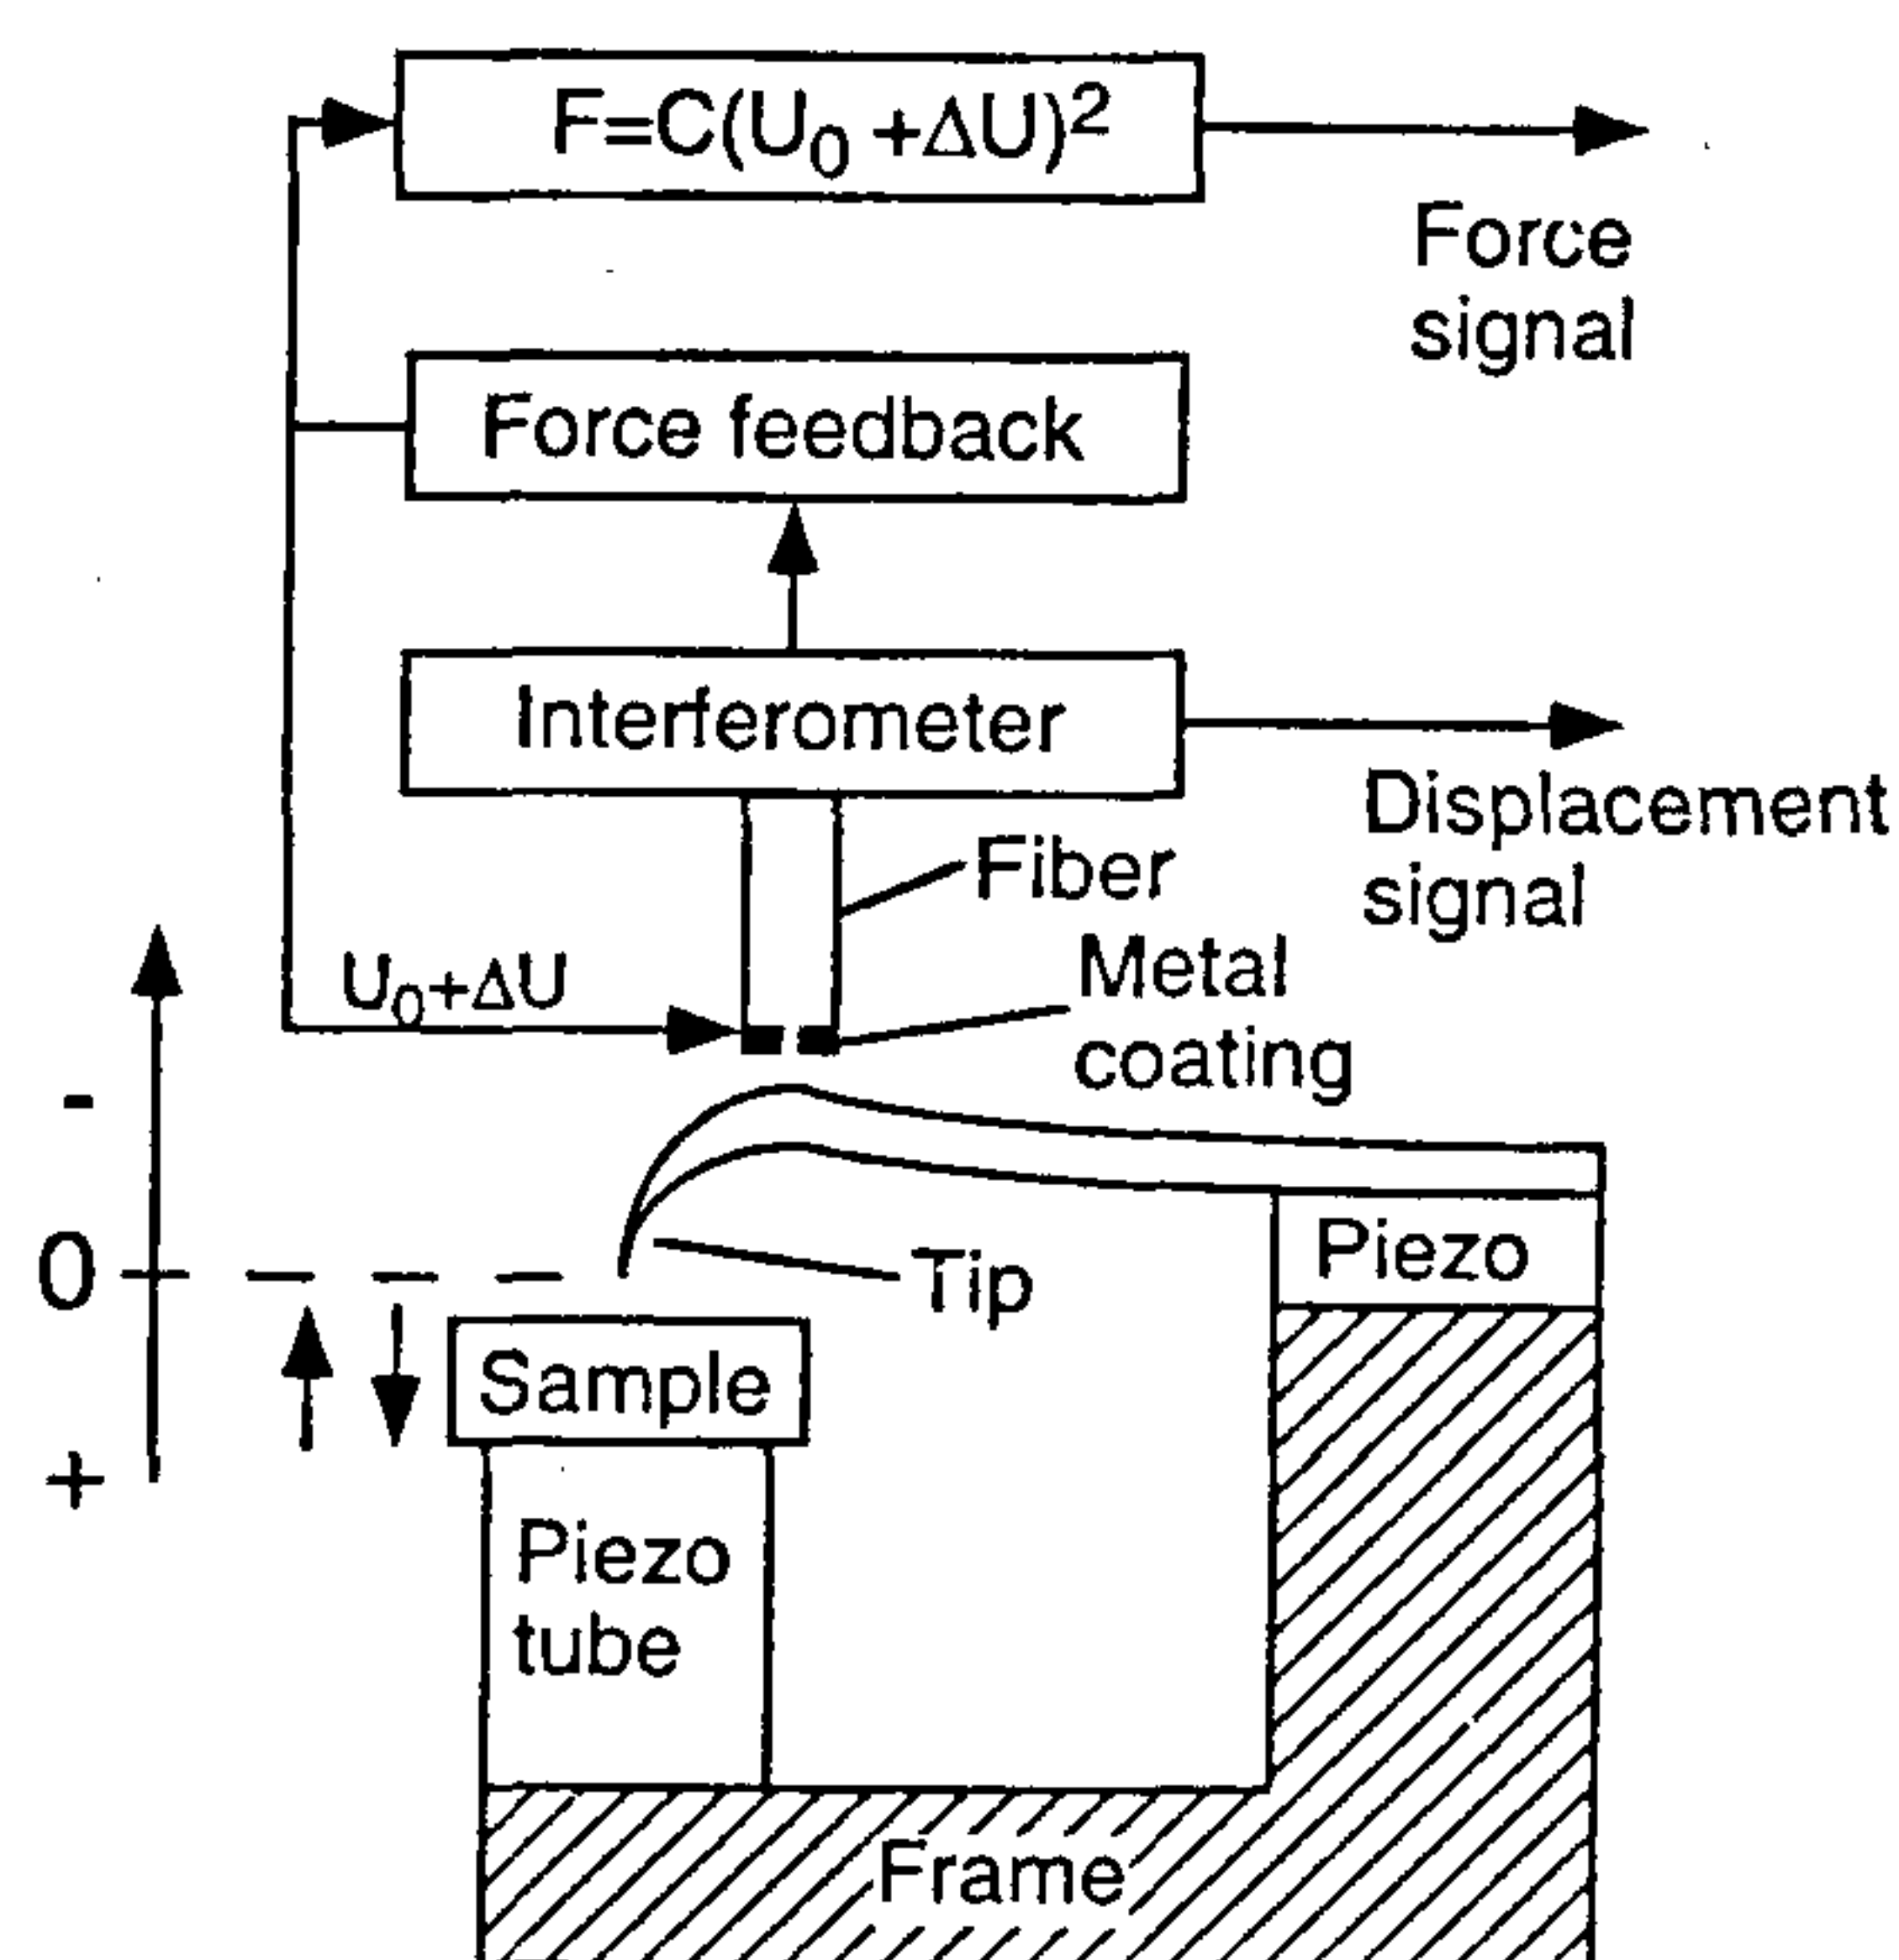 F=C(U₀ +ΔU)²
Force
signal
Force feedback
Interferometer
Displacement
signal
Fiber
Metal
coating
U₀+ΔU
-
0
+
Tip
Piezo
Sample
Piezo
tube
Frame